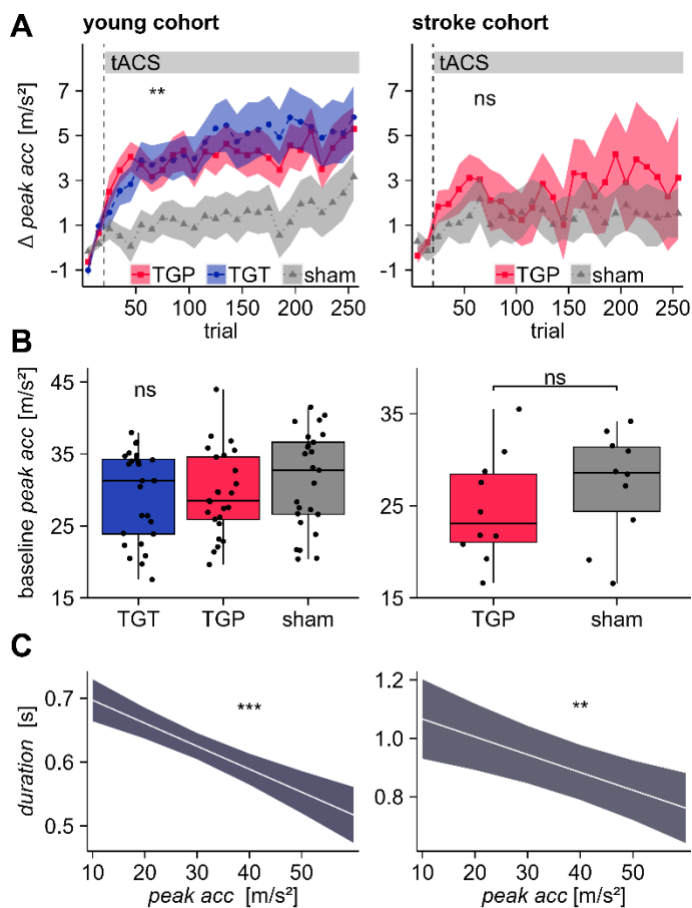 A
young cohort
stroke cohort
tACS
tACS
**
ns
Δ peak acc [m/s²]
7
5
3
1
-1
7
5
3
1
-1
TGP TGT sham
TGP sham
50 100 150 200 250
50 100 150 200 250
trial
trial
B
baseline peak acc [m/s²]
45
35
25
15
ns
35
25
15
ns
TGT TGP sham
TGP sham
C
duration [s]
0.7
0.6
0.5
***
1.2
1.0
0.8
**
10 20 30 40 50
10 20 30 40 50
peak acc [m/s²]
peak acc [m/s²]